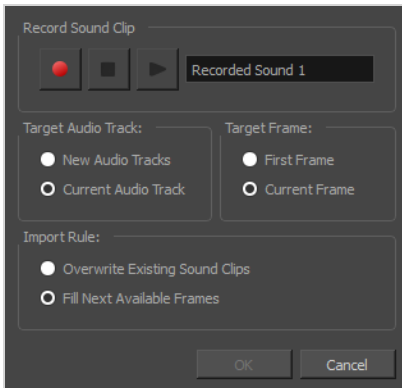 Record Sound Clip
Recorded Sound 1
Target Audio Track:
New Audio Tracks
Current Audio Track
Target Frame:
First Frame
Current Frame
Import Rule:
Overwrite Existing Sound Clips
Fill Next Available Frames
OK
Cancel